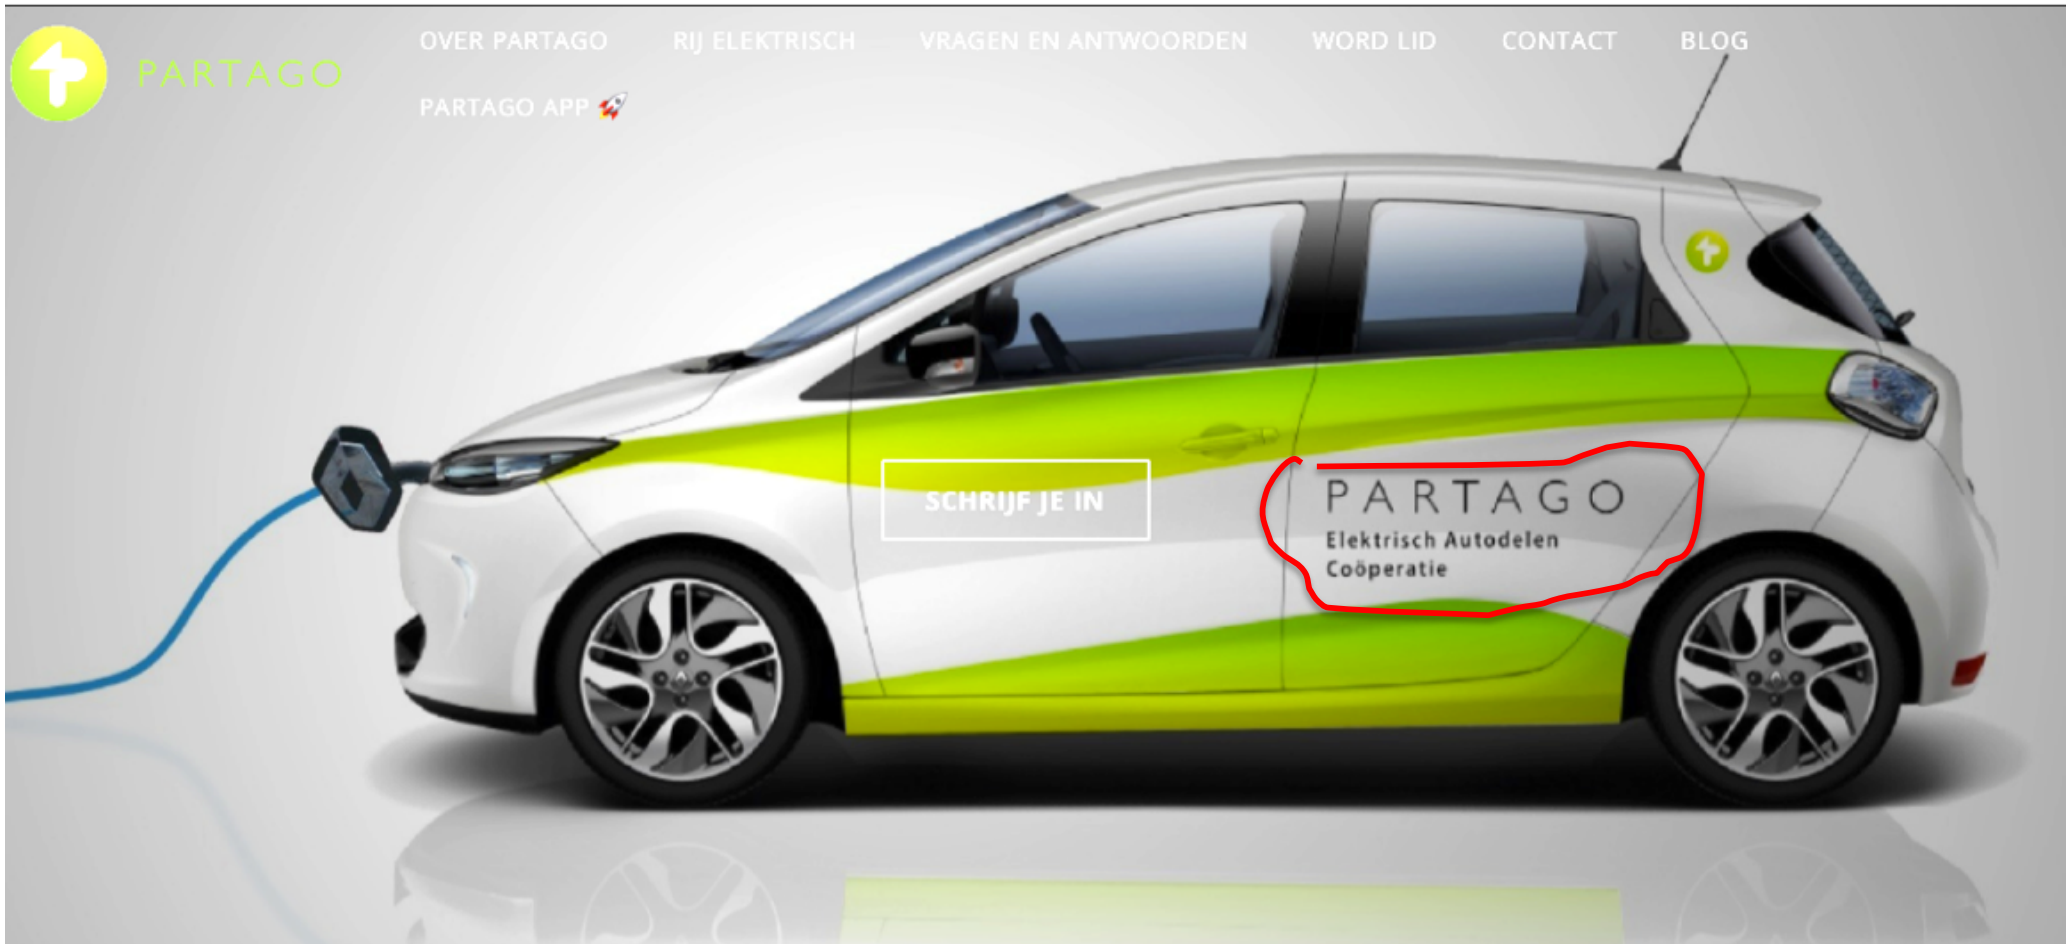 PARTAGO
OVER PARTAGO RIJ ELEKTRISCH VRAGEN EN ANTWOORDEN WORD LID CONTACT BLOG
PARTAGO APP 🚀
SCHRIJF JE IN
PARTAGO
Elektrisch Autodelen
Coöperatie